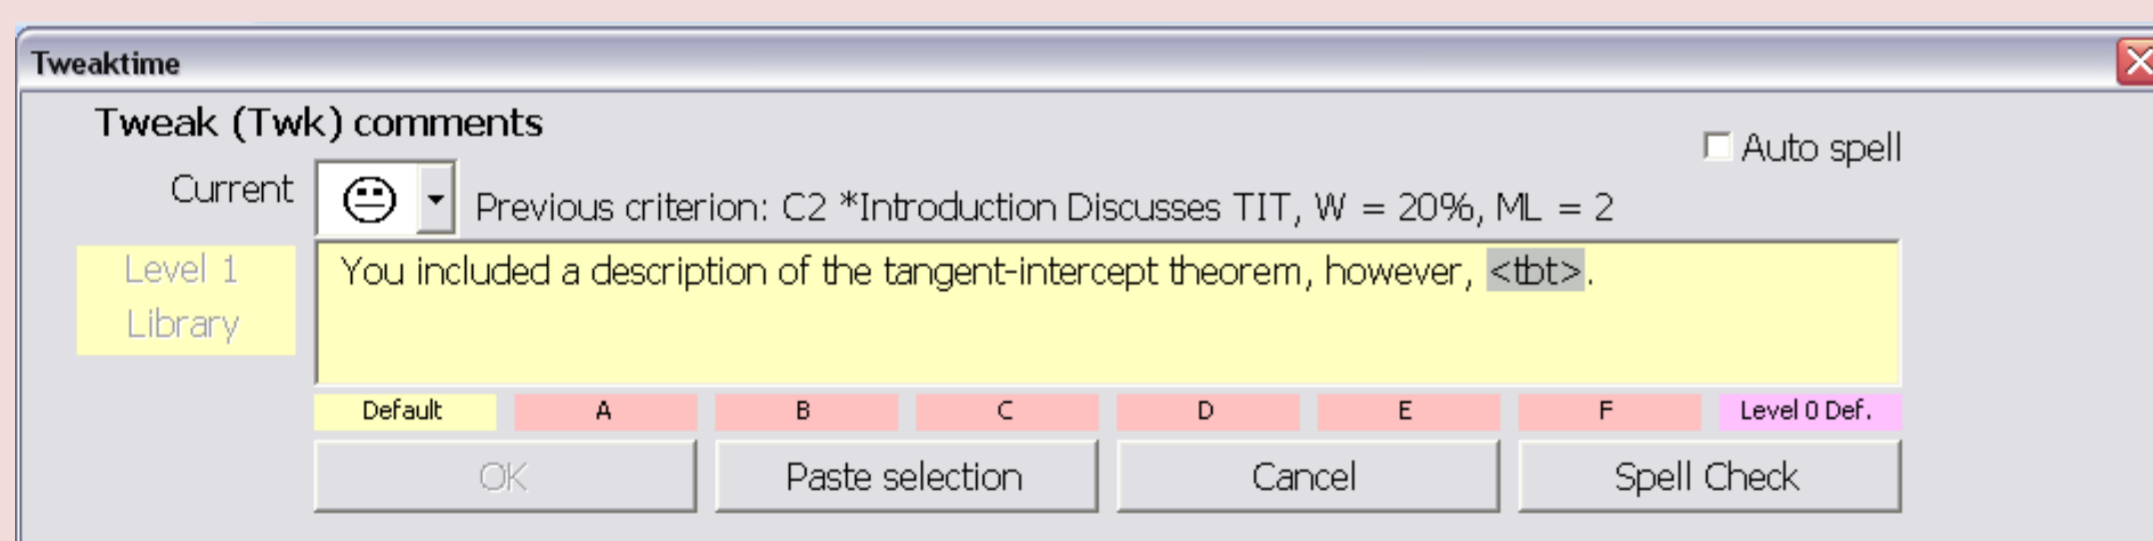 Tweaktime
Tweak (Twk) comments
Auto spell
Current
Previous criterion: C2 *Introduction Discusses TIT, W = 20%, ML = 2
Level 1
Library
You included a description of the tangent-intercept theorem, however, <tbt>.
Default A B C D E F Level 0 Def.
OK Paste selection Cancel Spell Check